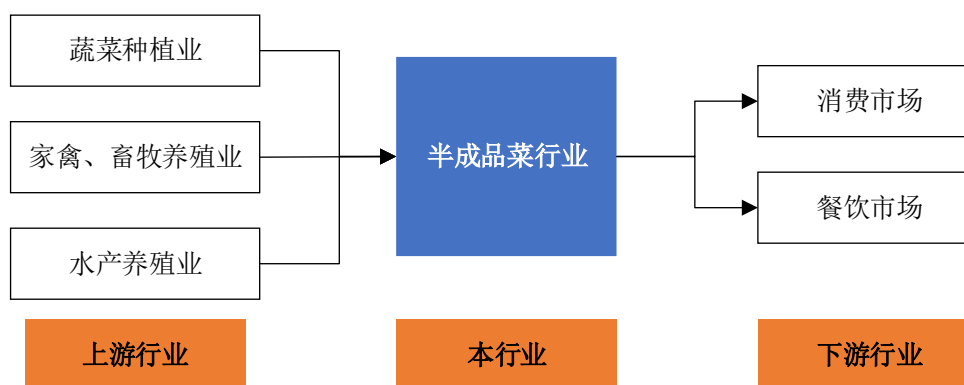 蔬菜种植业
家禽、畜牧养殖业
水产养殖业
半成品菜行业
消费市场
餐饮市场
上游行业
本行业
下游行业